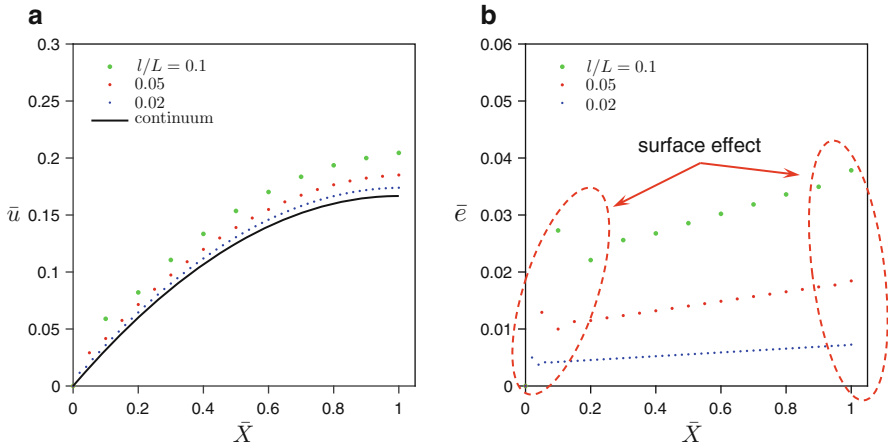 a
0.3
0.25
0.2
0.15
0.1
0.05
0
ū
l/L = 0.1
0.05
0.02
continuum
0 0.2 0.4 0.6 0.8 1
X̄
b
0.06
0.05
0.04
0.03
0.02
0.01
0
ē
l/L = 0.1
0.05
0.02
surface effect
0 0.2 0.4 0.6 0.8 1
X̄